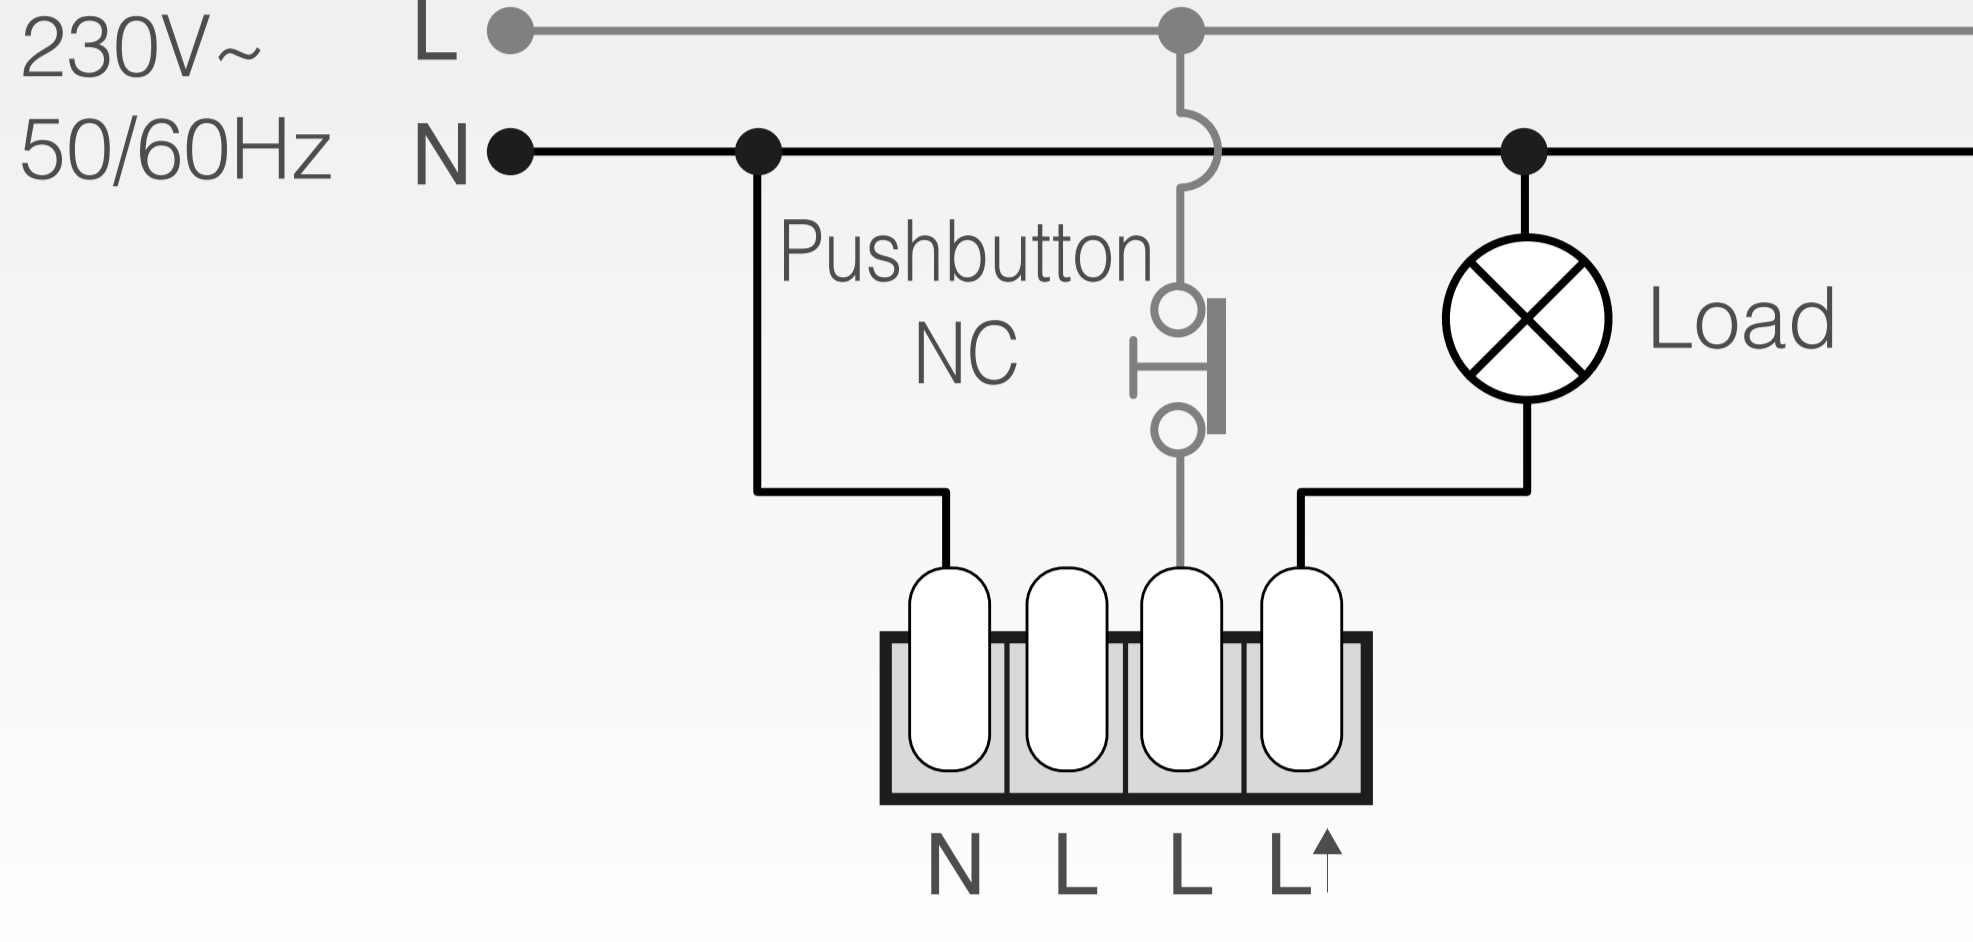 230V~ L
50/60Hz N
Pushbutton
NC
Load
N L L L↑